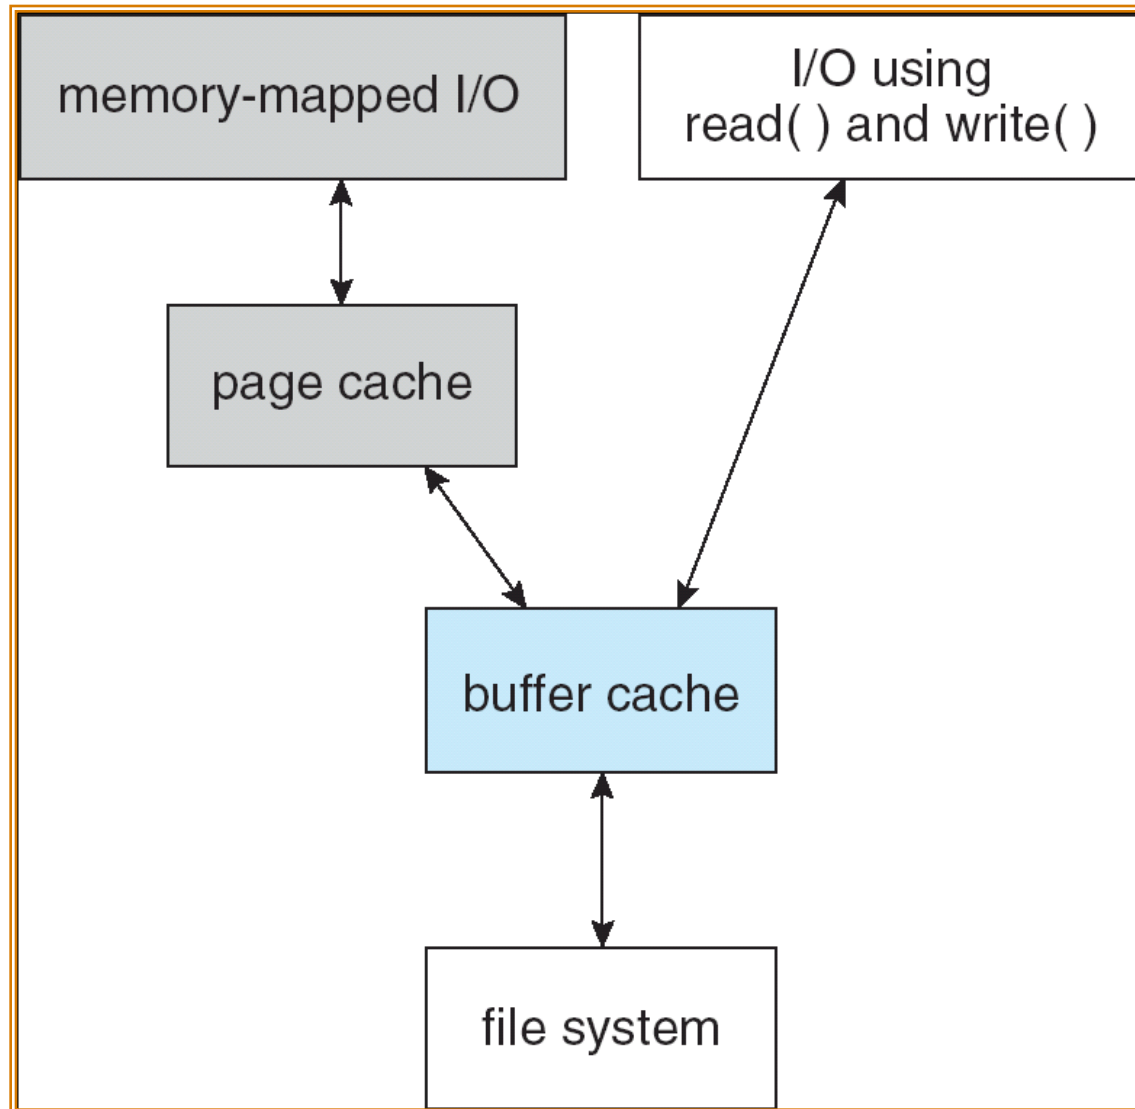 memory-mapped I/O
I/O using
read( ) and write( )
page cache
buffer cache
file system